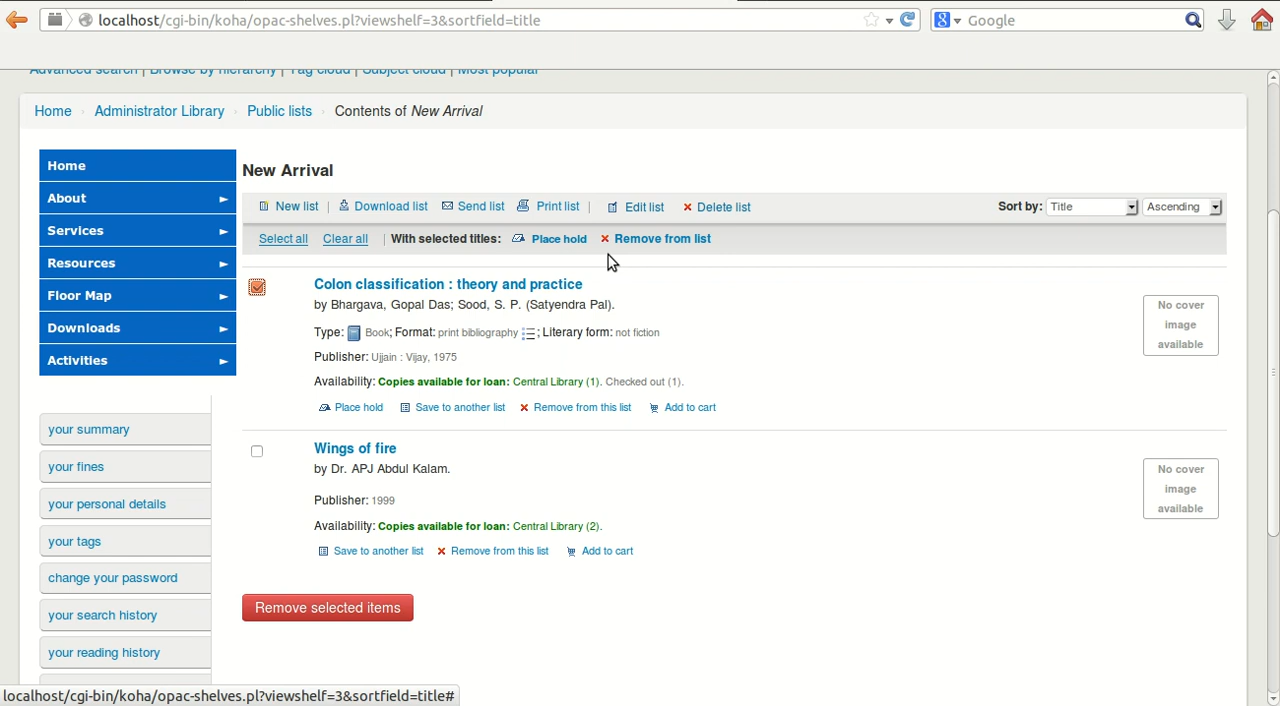 localhost/cgi-bin/koha/opac-shelves.pl?viewshelf=3&sortfield=title
Google
Advanced search | Browse by hierarchy | Tag cloud | Subject cloud | Most popular
Home Administrator Library Public lists Contents of New Arrival
Home
About
Services
Resources
Floor Map
Downloads
Activities
your summary
your fines
your personal details
your tags
change your password
your search history
your reading history
New Arrival
New list | Download list Send list Print list | Edit list Delete list Sort by: Title Ascending
Select all Clear all | With selected titles: Place hold Remove from list
Colon classification : theory and practice
by Bhargava, Gopal Das; Sood, S. P. (Satyendra Pal).
Type: Book; Format: print bibliography ; Literary form: not fiction
Publisher: Ujjain : Vijay, 1975
Availability: Copies available for loan: Central Library (1). Checked out (1).
Place hold Save to another list Remove from this list Add to cart
No cover
image
available
Wings of fire
by Dr. APJ Abdul Kalam.
Publisher: 1999
Availability: Copies available for loan: Central Library (2).
Save to another list Remove from this list Add to cart
No cover
image
available
Remove selected items
localhost/cgi-bin/koha/opac-shelves.pl?viewshelf=3&sortfield=title#